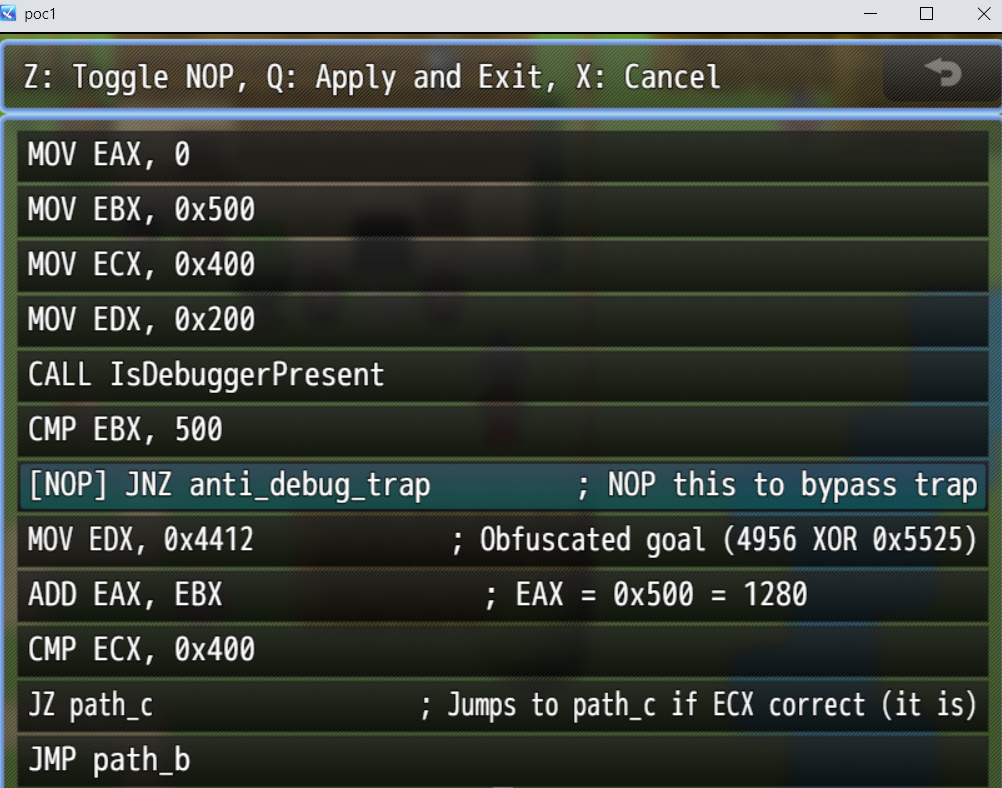 poc1
Z: Toggle NOP, Q: Apply and Exit, X: Cancel
MOV EAX, 0
MOV EBX, 0x500
MOV ECX, 0x400
MOV EDX, 0x200
CALL IsDebuggerPresent
CMP EBX, 500
[NOP] JNZ anti_debug_trap ; NOP this to bypass trap
MOV EDX, 0x4412 ; Obfuscated goal (4956 XOR 0x5525)
ADD EAX, EBX ; EAX = 0x500 = 1280
CMP ECX, 0x400
JZ path_c ; Jumps to path_c if ECX correct (it is)
JMP path_b